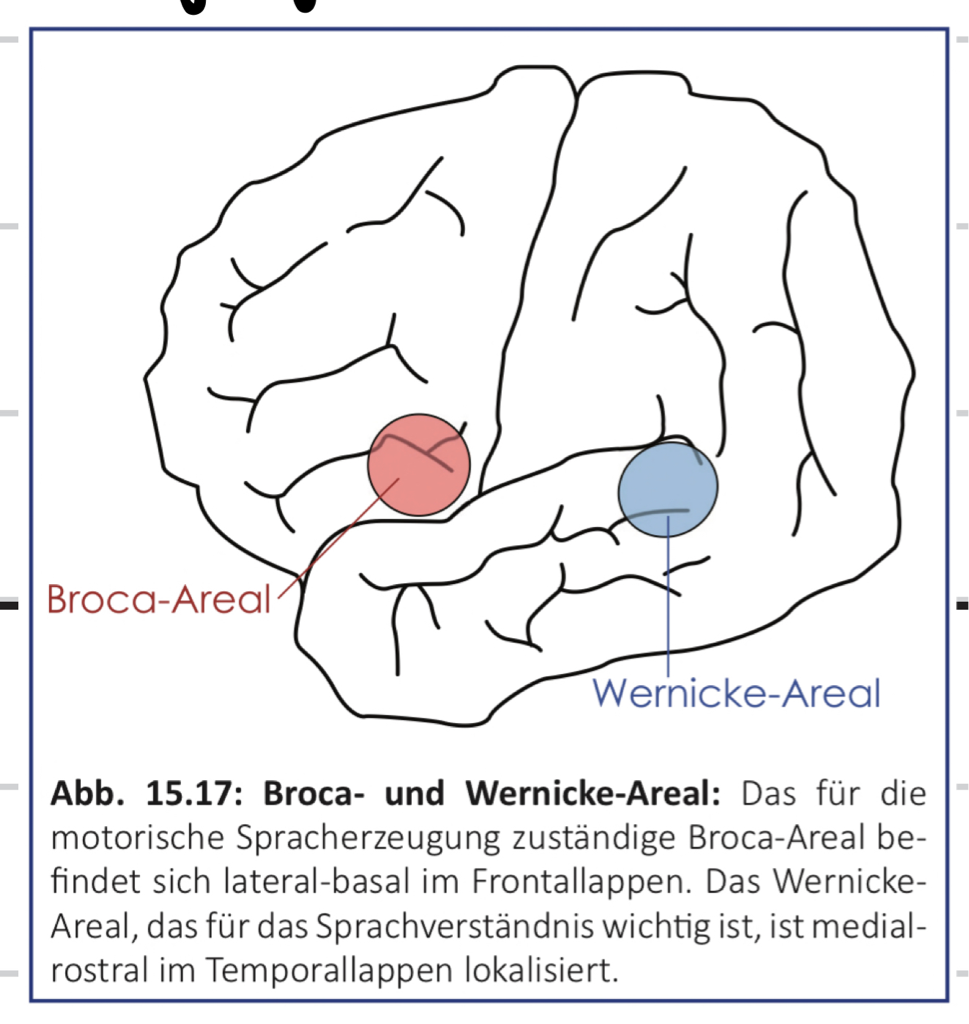 Broca-Areal
Wernicke-Areal
Abb. 15.17: Broca- und Wernicke-Areal: Das für die
motorische Spracherzeugung zuständige Broca-Areal be-
findet sich lateral-basal im Frontallappen. Das Wernicke-
Areal, das für das Sprachverständnis wichtig ist, ist medial-
rostral im Temporallappen lokalisiert.